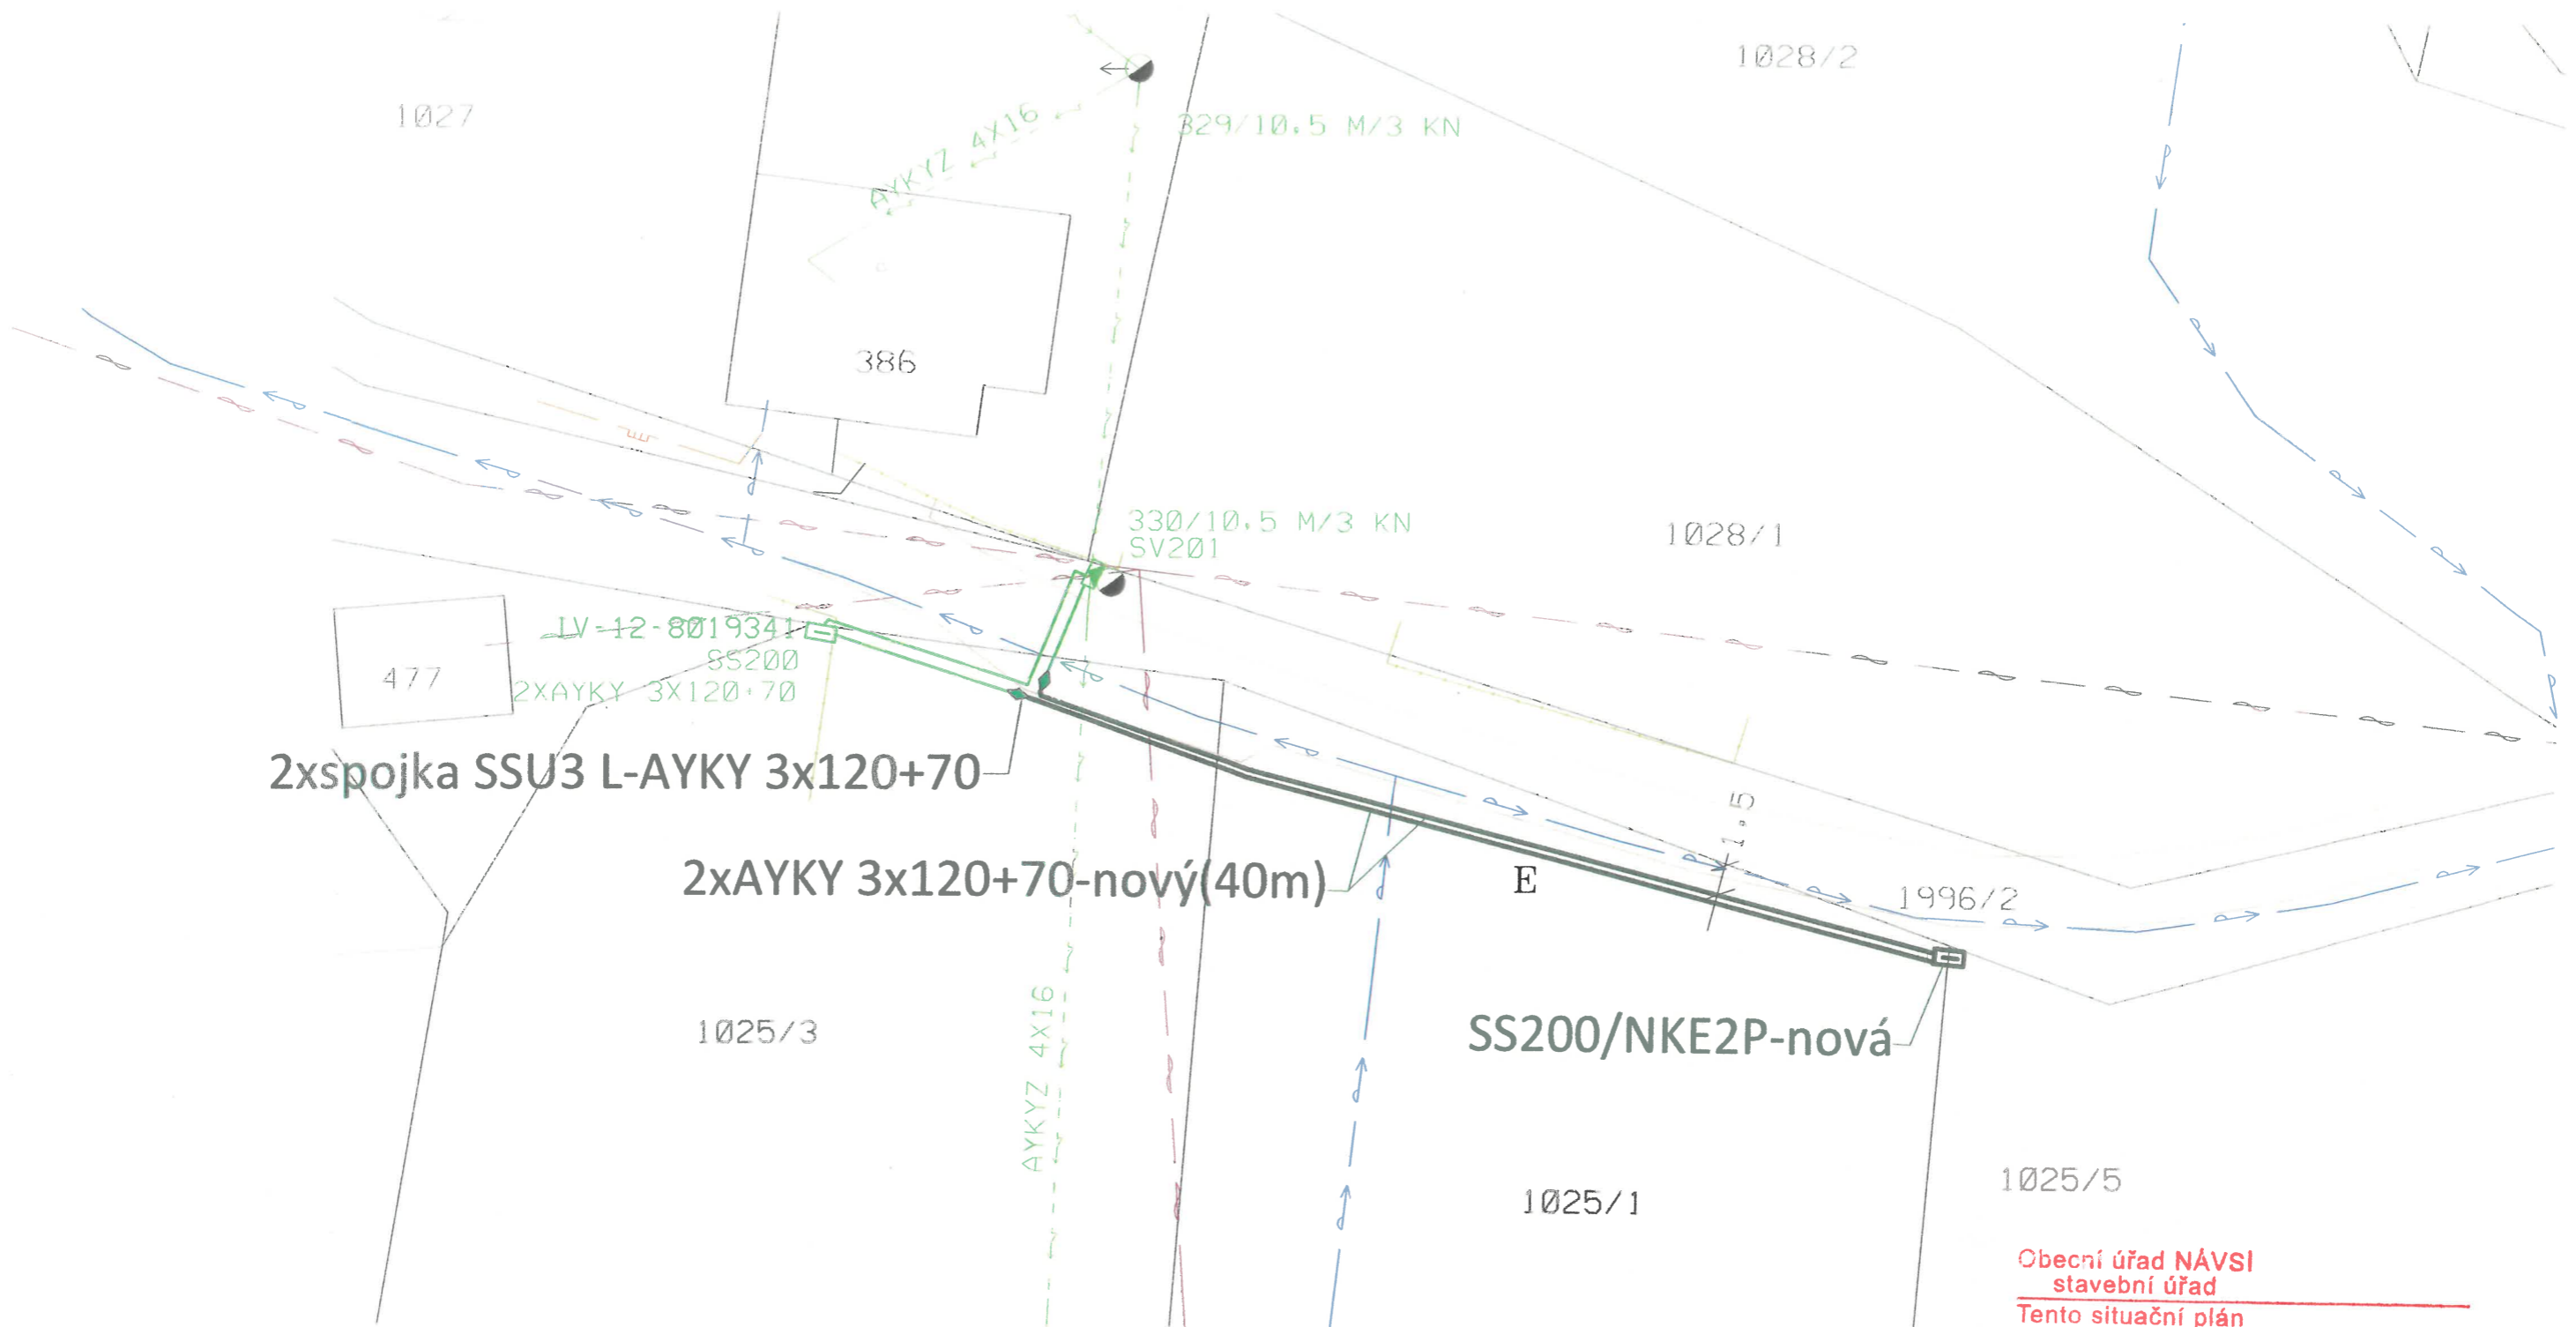 1028/2
1027
AYKYZ 4X16
329/10.5 M/3 KN
386
330/10.5 M/3 KN
SV201
1028/1
IV-12-8019341
SS200
2XAYKY 3X120+70
477
2xspojka SSU3 L-AYKY 3x120+70
1.5
2xAYKY 3x120+70-nový(40m)
E
1996/2
AYKYZ 4X16
1025/3
SS200/NKE2P-nová
1025/1
1025/5
Obecní úřad NÁVSÍ
stavební úřad
Tento situační plán